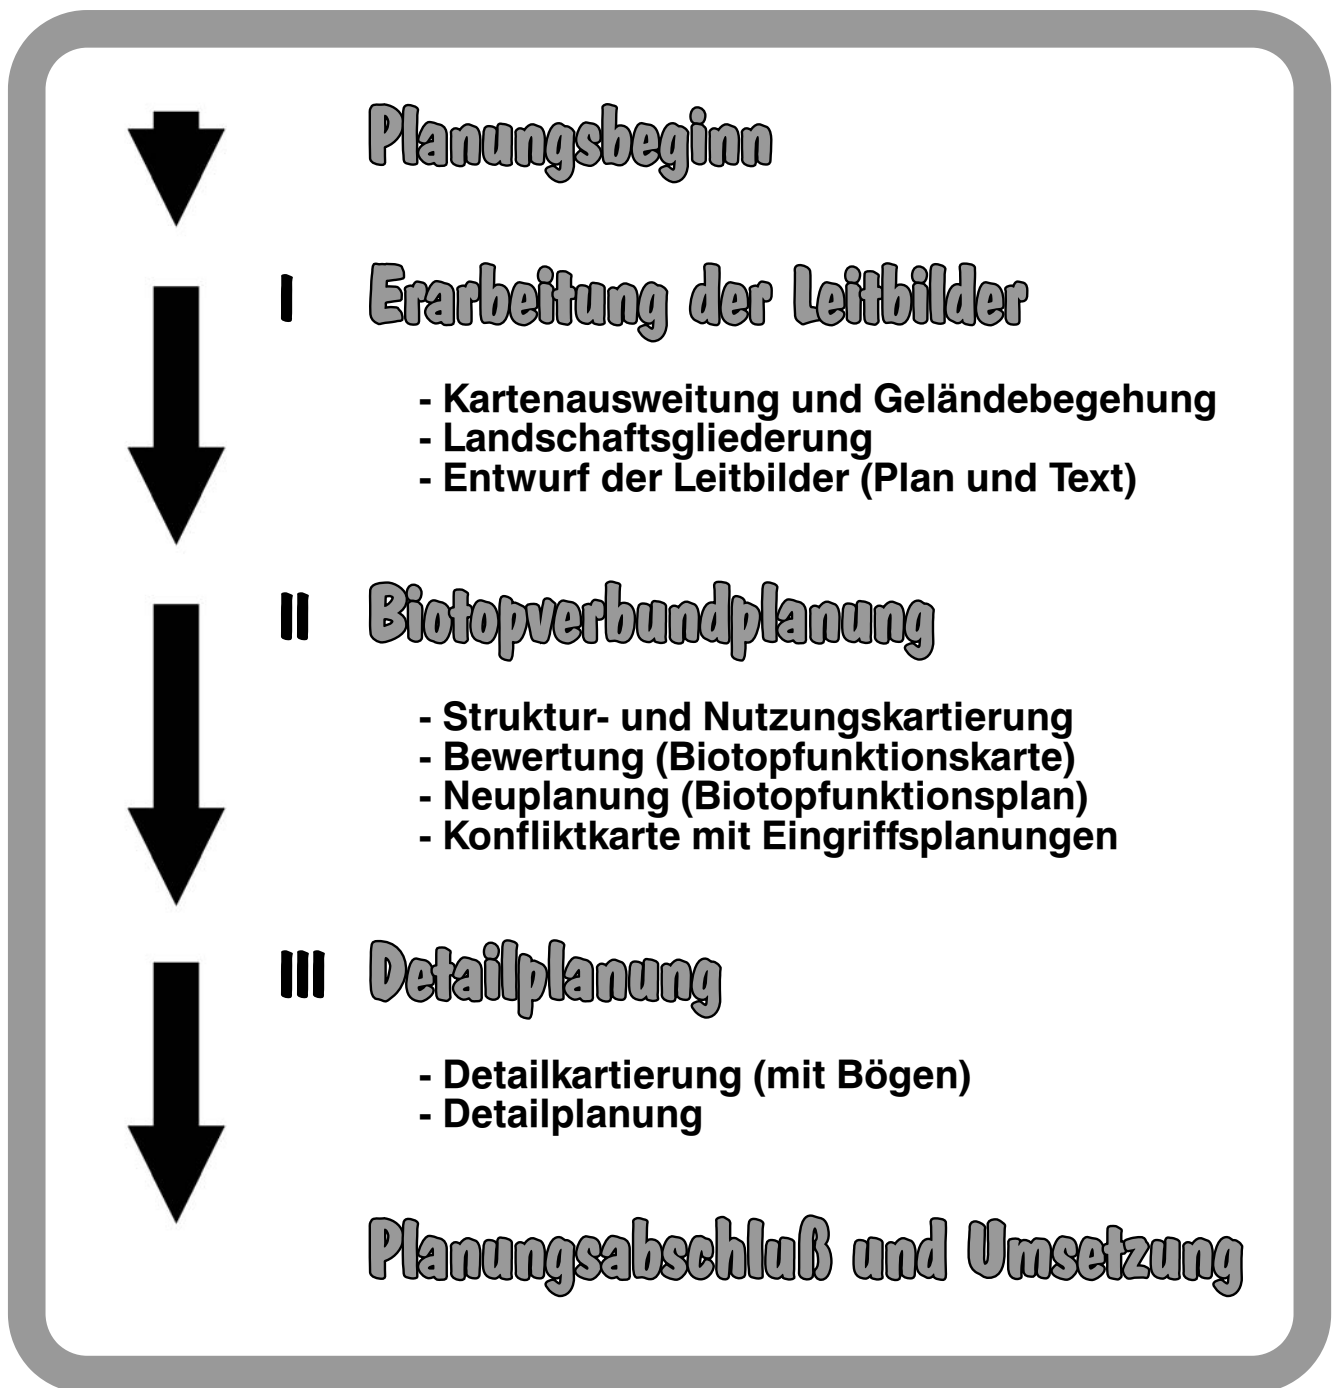 Planungsbeginn
I Erarbeitung der Leitbilder
- Kartenausweitung und Geländebegehung
- Landschaftsgliederung
- Entwurf der Leitbilder (Plan und Text)
II Biotopverbundplanung
- Struktur- und Nutzungskartierung
- Bewertung (Biotopfunktionskarte)
- Neuplanung (Biotopfunktionsplan)
- Konfliktkarte mit Eingriffsplanungen
III Detailplanung
- Detailkartierung (mit Bögen)
- Detailplanung
Planungsabschluß und Umsetzung